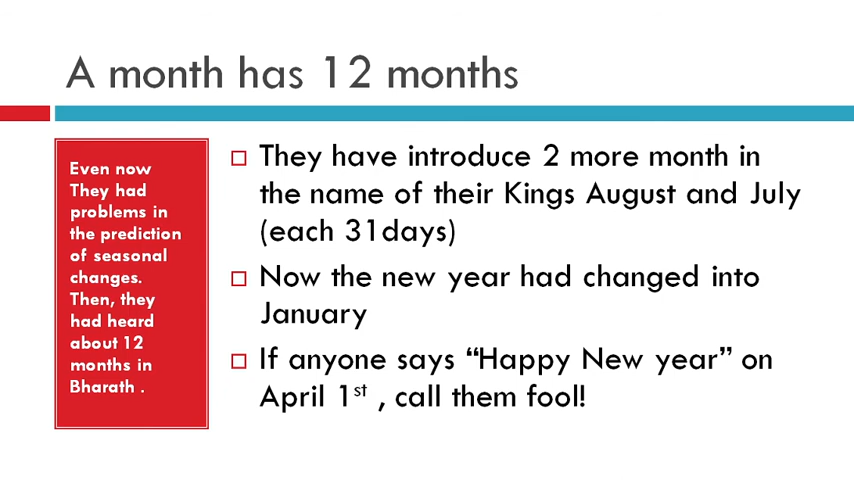 A month has 12 months
Even now
They had
problems in
the prediction
of seasonal
changes.
Then, they
had heard
about 12
months in
Bharath .
They have introduce 2 more month in
the name of their Kings August and July
(each 31days)
Now the new year had changed into
January
If anyone says “Happy New year” on
April 1st , call them fool!